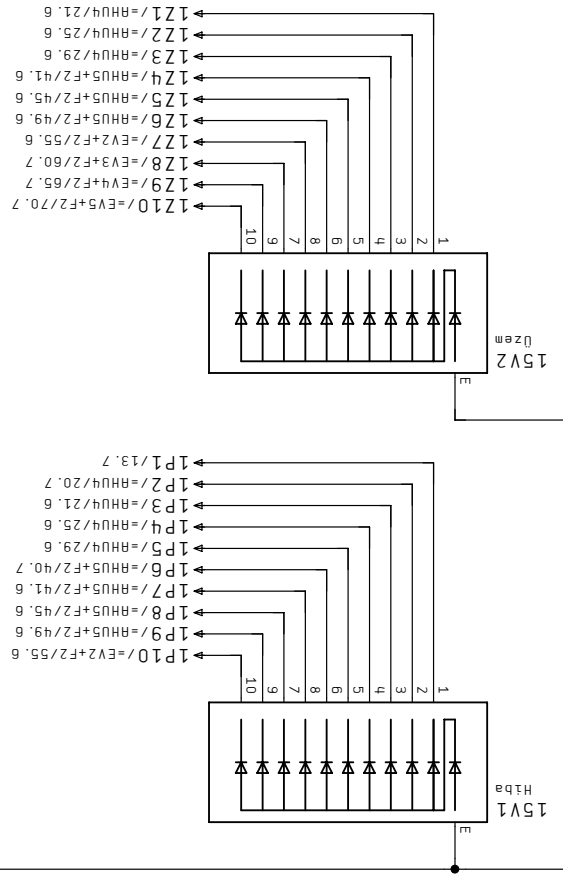 1Z1/=AHU4/21.6
1Z2/=AHU4/25.6
1Z3/=AHU4/29.6
1Z4/=AHU5+F2/41.6
1Z5/=AHU5+F2/45.6
1Z6/=AHU5+F2/49.6
1Z7/=EV2+F2/55.6
1Z8/=EV3+F2/60.7
1Z9/=EV4+F2/65.7
1Z10/=EV5+F2/70.7
10 9 7 8 6 5 4 3 2 1
Üzem
15V2
E
1P1/13.7
1P2/=AHU4/20.7
1P3/=AHU4/21.6
1P4/=AHU4/25.6
1P5/=AHU4/29.6
1P6/=AHU5+F2/40.7
1P7/=AHU5+F2/41.6
1P8/=AHU5+F2/45.6
1P9/=AHU5+F2/49.6
1P10/=EV2+F2/55.6
10 9 7 8 6 5 4 3 2 1
Hiba
15V1
E